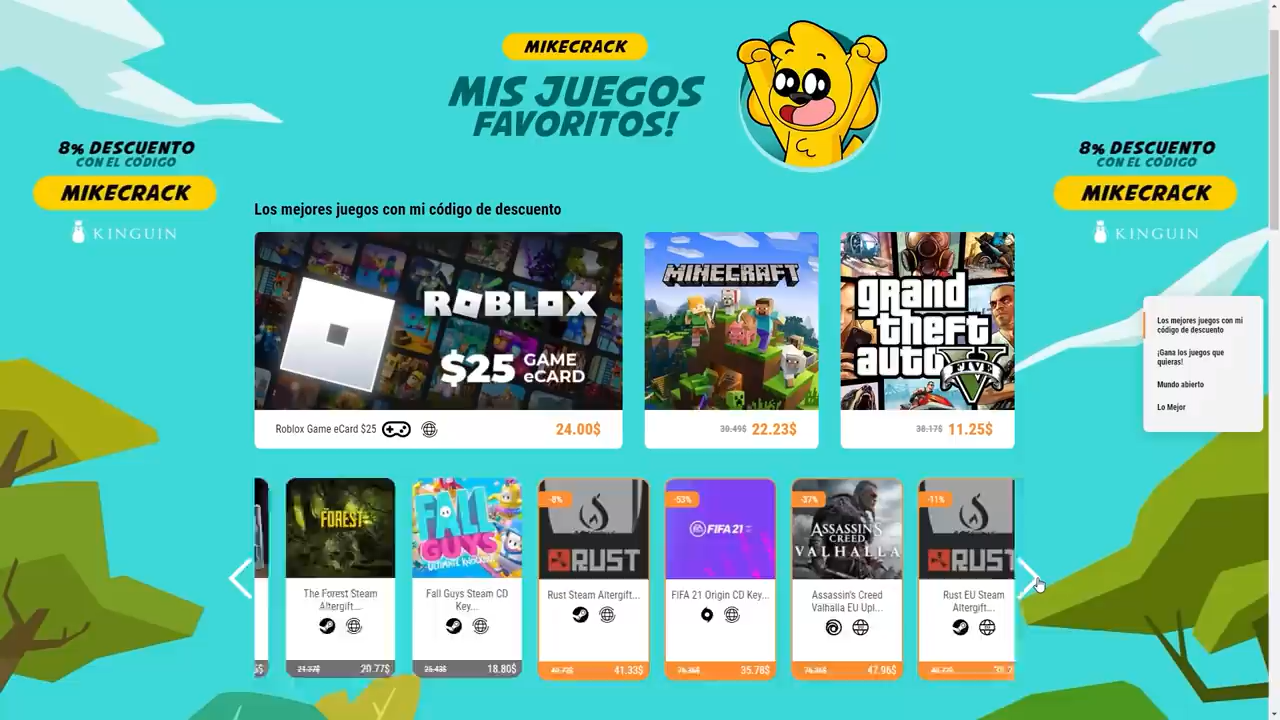 MIKECRACK
MIS JUEGOS
FAVORITOS!
8% DESCUENTO
CON EL CÓDIGO
MIKECRACK
KINGUIN
8% DESCUENTO
CON EL CÓDIGO
MIKECRACK
KINGUIN
Los mejores juegos con mi código de descuento
ROBLOX
$25 GAME eCARD
MINECRAFT
grand
theft
auto
FIVE
Roblox Game eCard $25
24.00$
30.49$ 22.23$
38.17$ 11.25$
Los mejores juegos con mi
código de descuento
¡Gana los juegos que
quieras!
Mundo abierto
Lo Mejor
THE FOREST
FALL GUYS
ULTIMATE KNOCKOUT
-8%
RUST
-53%
EA SPORTS FIFA 21
-37%
ASSASSIN'S
CREED
VALHALLA
-11%
RUST
The Forest Steam
Altergift...
Fall Guys Steam CD
Key...
Rust Steam Altergift...
FIFA 21 Origin CD Key...
Assassin's Creed
Valhalla EU Upl...
Rust EU Steam
Altergift...
20.77$
18.80$
41.33$
35.78$
47.96$